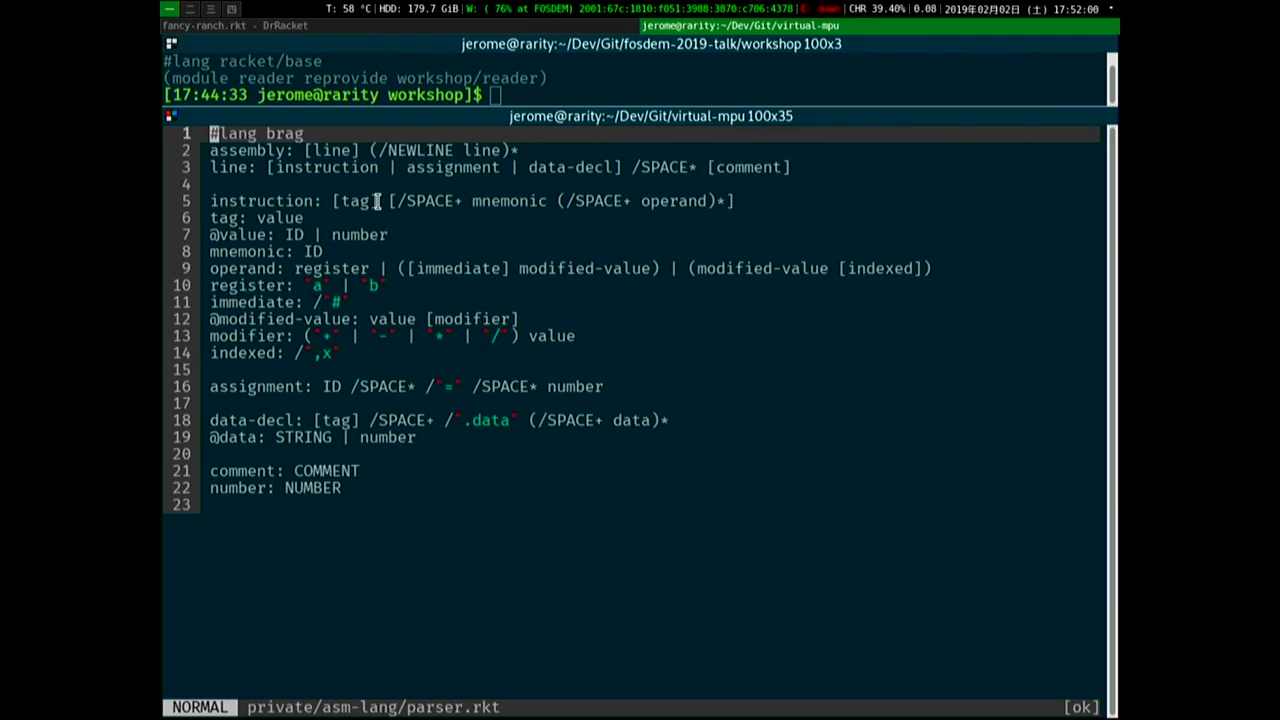 一 二 三 四 T: 58 °C|HDD: 179.7 GiB|W: ( 76% at FOSDEM) 2001:67c:1810:f051:3988:3870:c706:4378|E: down|CHR 39.40%|0.08|2019年02月02日 (土)|17:52:00
fancy-ranch.rkt - DrRacket jerome@rarity:~/Dev/Git/virtual-mpu
jerome@rarity:~/Dev/Git/fosdem-2019-talk/workshop 100x3
#lang racket/base
(module reader reprovide workshop/reader)
[17:44:33 jerome@rarity workshop]$
jerome@rarity:~/Dev/Git/virtual-mpu 100x35
1 #lang brag
2 assembly: [line] (/NEWLINE line)*
3 line: [instruction | assignment | data-decl] /SPACE* [comment]
4
5 instruction: [tag] [/SPACE+ mnemonic (/SPACE+ operand)*]
6 tag: value
7 @value: ID | number
8 mnemonic: ID
9 operand: register | ([immediate] modified-value) | (modified-value [indexed])
10 register: "a" | "b"
11 immediate: /"#"
12 @modified-value: value [modifier]
13 modifier: ("+" | "-" | "*" | "/") value
14 indexed: /",x"
15
16 assignment: ID /SPACE* /"=" /SPACE* number
17
18 data-decl: [tag] /SPACE+ /".data" (/SPACE+ data)*
19 @data: STRING | number
20
21 comment: COMMENT
22 number: NUMBER
23
NORMAL private/asm-lang/parser.rkt [ok]